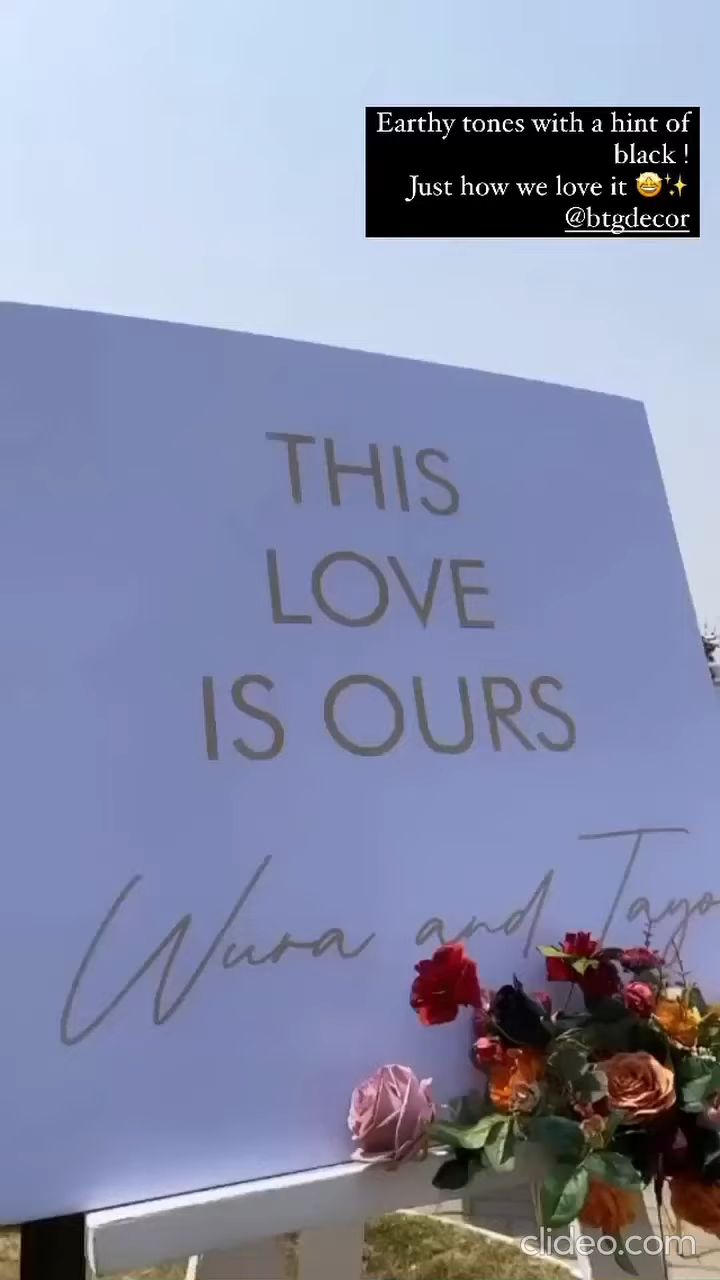 Earthy tones with a hint of
black !
Just how we love it 🤩✨
@btgdecor
THIS
LOVE
IS OURS
Wura and Tayo
clideo.com